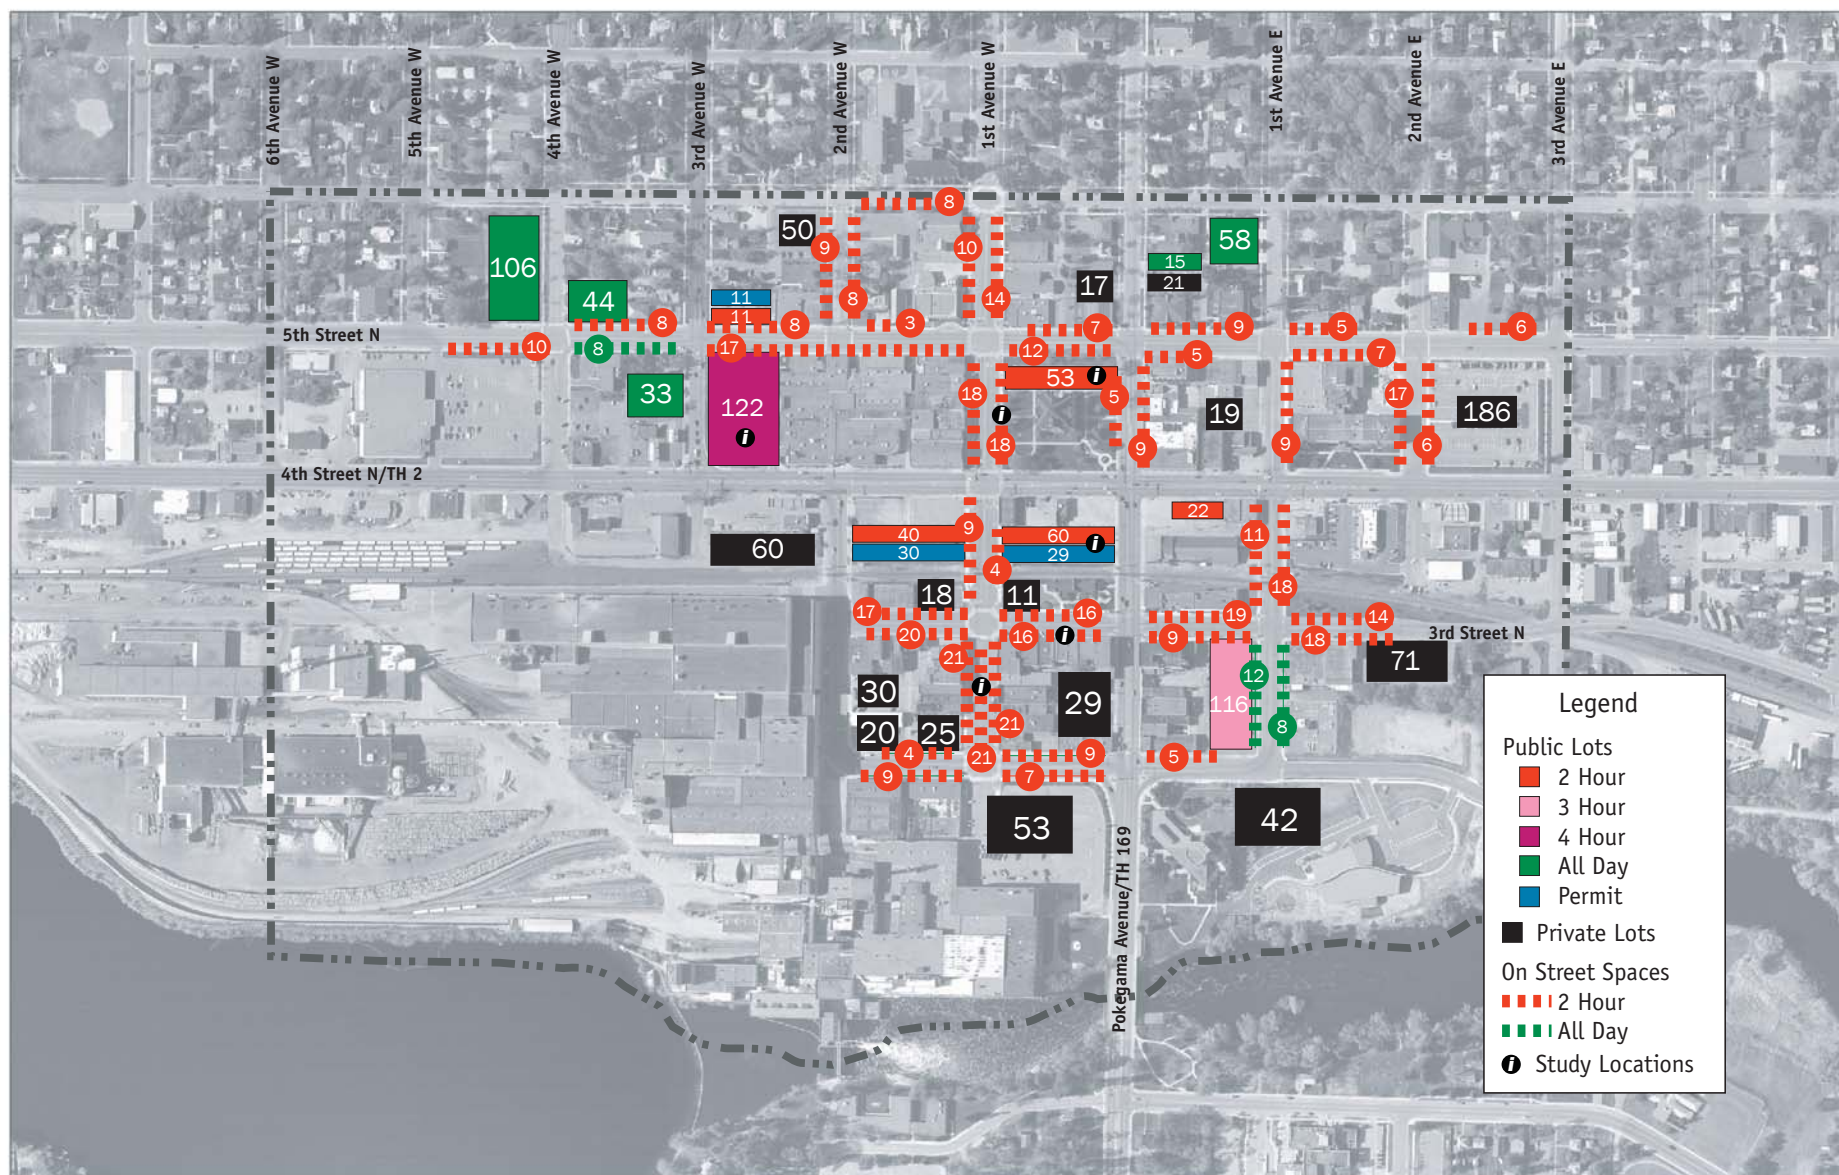 6th Avenue W
5th Avenue W
4th Avenue W
3rd Avenue W
2nd Avenue W
1st Avenue W
1st Avenue E
2nd Avenue E
3rd Avenue E
8
50
9
10
58
106
15
21
17
44
11
8
14
11
8
8
3
7
9
5
6
5th Street N
10
8
17
12
5
7
33
122
18
53
i
5
17
i
19
186
i
18
9
9
6
4th Street N/TH 2
22
40
9
60
i
11
60
30
29
4
18
18
11
17
16
19
14
20
16
i
9
18
3rd Street N
21
71
12
30
i
29
116
20
25
21
8
4
21
9
5
9
7
53
42
Pokegama Avenue/TH 169
Legend
Public Lots
2 Hour
3 Hour
4 Hour
All Day
Permit
Private Lots
On Street Spaces
2 Hour
All Day
i Study Locations